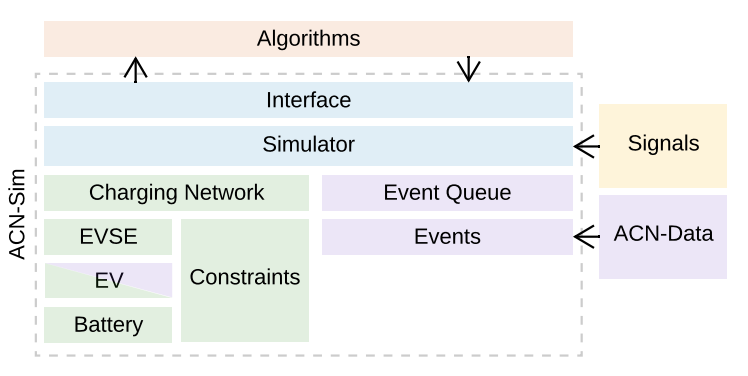 Algorithms
Interface
Simulator
Signals
ACN-Sim
Charging Network
Event Queue
EVSE
Events
ACN-Data
Constraints
EV
Battery